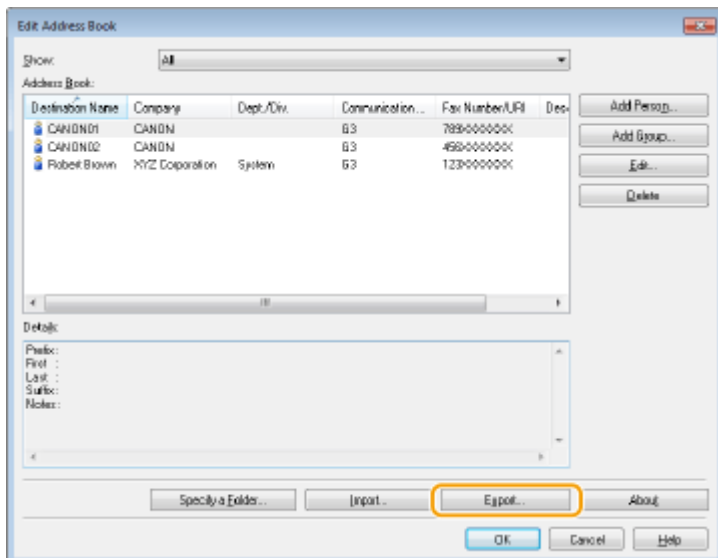 Edit Address Book
Show: All
Address Book:
Destination Name Company Dept./Div. Communication... Fax Number/URI Des
CANON01 CANON G3 789XXXXXXX
CANON02 CANON G3 456XXXXXXX
Robert Brown XYZ Corporation System G3 123XXXXXXX
Add Person...
Add Group...
Edit...
Delete
Details:
Prefix :
First :
Last :
Suffix :
Notes :
Specify a Folder... Import... Export... About
OK Cancel Help